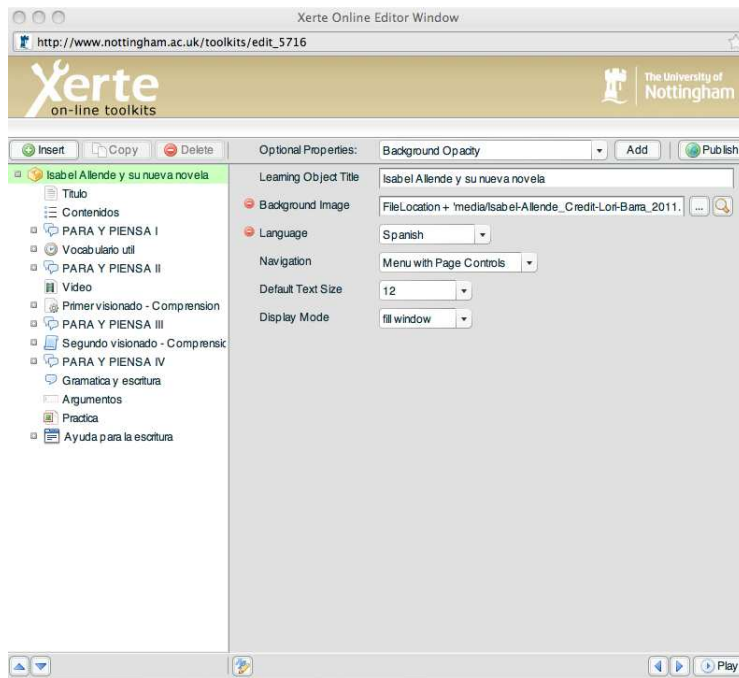 Xerte Online Editor Window
http://www.nottingham.ac.uk/toolkits/edit_5716
Xerte
on-line toolkits
The University of
Nottingham
Insert Copy Delete Optional Properties: Background Opacity Add Publish
Isabel Allende y su nueva novela
Titulo
Contenidos
PARA Y PIENSA I
Vocabulario util
PARA Y PIENSA II
Video
Primer visionado - Comprension
PARA Y PIENSA III
Segundo visionado - Comprensic
PARA Y PIENSA IV
Gramatica y escritura
Argumentos
Practica
Ayuda para la escritura
Learning Object Title Isabel Allende y su nueva novela
Background Image FileLocation + 'media/Isabel-Allende_Credit-Lori-Barra_2011. ...
Language Spanish
Navigation Menu with Page Controls
Default Text Size 12
Display Mode fill window
Play